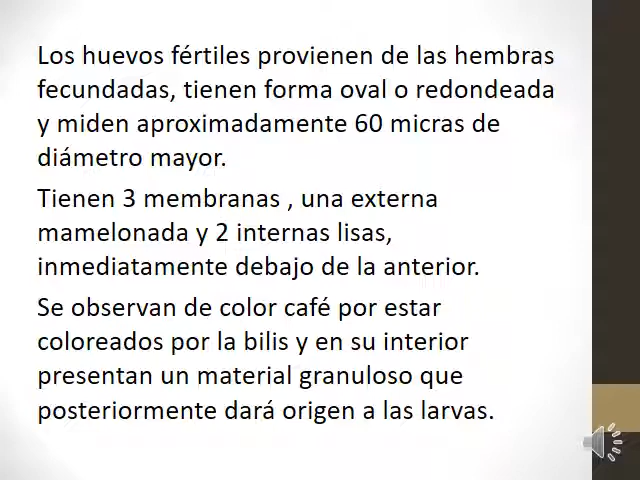 Los huevos fértiles provienen de las hembras
fecundadas, tienen forma oval o redondeada
y miden aproximadamente 60 micras de
diámetro mayor.
Tienen 3 membranas , una externa
mamelonada y 2 internas lisas,
inmediatamente debajo de la anterior.
Se observan de color café por estar
coloreados por la bilis y en su interior
presentan un material granuloso que
posteriormente dará origen a las larvas.